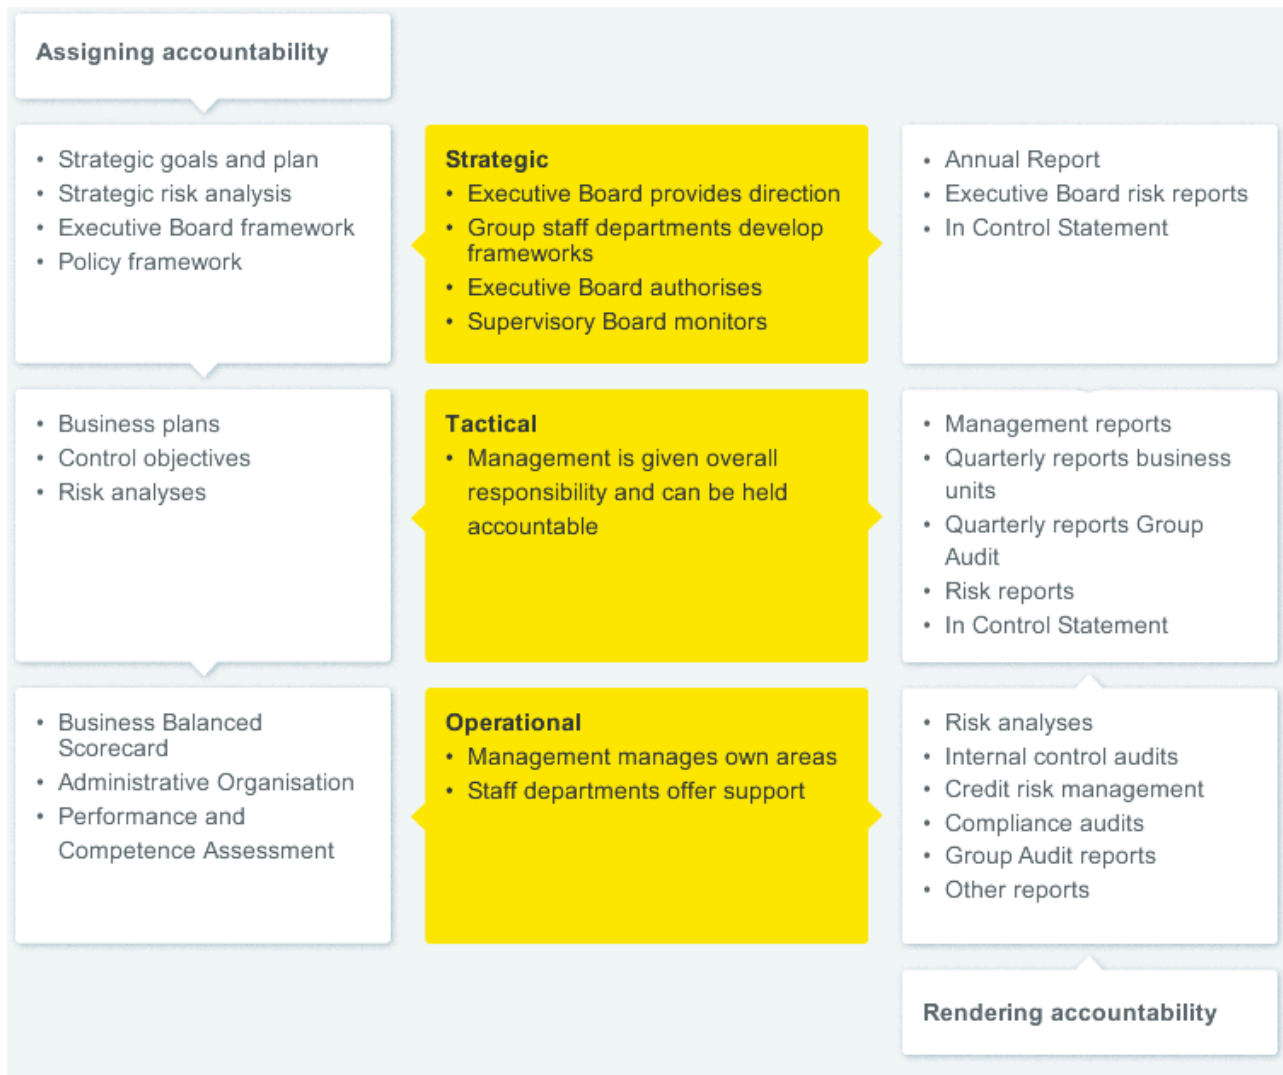 Assigning accountability
• Strategic goals and plan
• Strategic risk analysis
• Executive Board framework
• Policy framework
Strategic
• Executive Board provides direction
• Group staff departments develop
frameworks
• Executive Board authorises
• Supervisory Board monitors
• Annual Report
• Executive Board risk reports
• In Control Statement
• Business plans
• Control objectives
• Risk analyses
Tactical
• Management is given overall
responsibility and can be held
accountable
• Management reports
• Quarterly reports business
units
• Quarterly reports Group
Audit
• Risk reports
• In Control Statement
• Business Balanced
Scorecard
• Administrative Organisation
• Performance and
Competence Assessment
Operational
• Management manages own areas
• Staff departments offer support
• Risk analyses
• Internal control audits
• Credit risk management
• Compliance audits
• Group Audit reports
• Other reports
Rendering accountability